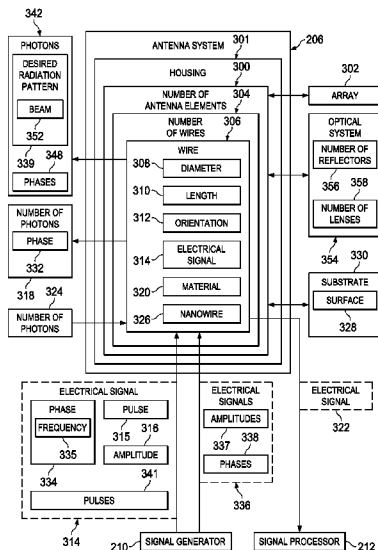 342
PHOTONS
DESIRED
RADIATION
PATTERN
BEAM
352
339
348
PHASES
NUMBER OF
PHOTONS
PHASE
332
318
324
NUMBER OF
PHOTONS
ANTENNA SYSTEM
206
301
HOUSING
300
NUMBER OF
ANTENNA ELEMENTS
304
NUMBER
OF WIRES
306
WIRE
308
DIAMETER
310
LENGTH
312
ORIENTATION
314
ELECTRICAL
SIGNAL
320
MATERIAL
326
NANOWIRE
302
ARRAY
OPTICAL
SYSTEM
NUMBER OF
REFLECTORS
356
358
NUMBER OF
LENSES
354
330
SUBSTRATE
SURFACE
328
ELECTRICAL SIGNAL
PHASE
FREQUENCY
335
334
PULSE
315
316
AMPLITUDE
341
PULSES
314
ELECTRICAL
SIGNALS
AMPLITUDES
337
338
PHASES
336
ELECTRICAL
SIGNAL
322
SIGNAL GENERATOR
210
SIGNAL PROCESSOR
212